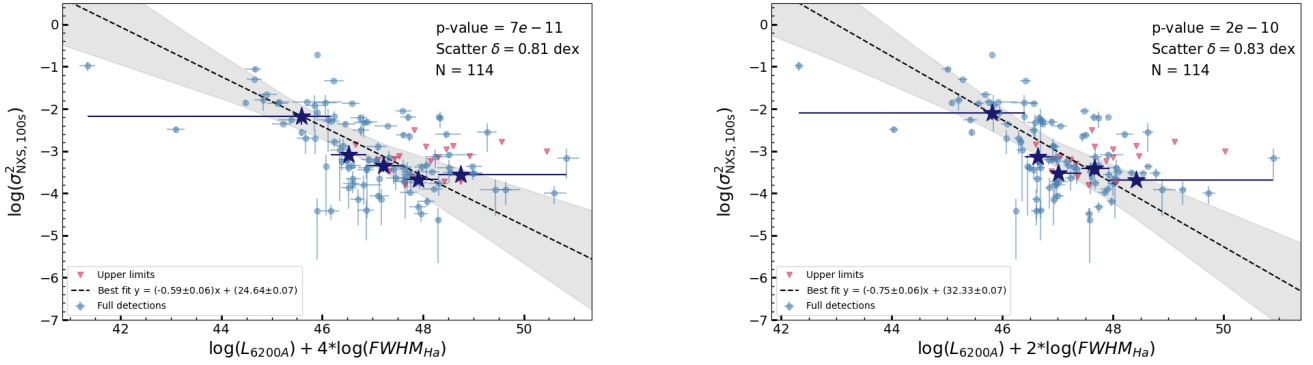 0
−1
−2
−3
−4
−5
−6
−7
log(σ²NXS, 100s)
p-value = 7e−11
Scatter δ = 0.81 dex
N = 114
Upper limits
Best fit y = (-0.59±0.06)x + (24.64±0.07)
Full detections
42 44 46 48 50
log(L6200A) + 4*log(FWHMHa)
0
−1
−2
−3
−4
−5
−6
−7
log(σ²NXS, 100s)
p-value = 2e−10
Scatter δ = 0.83 dex
N = 114
Upper limits
Best fit y = (-0.75±0.06)x + (32.33±0.07)
Full detections
42 44 46 48 50
log(L6200A) + 2*log(FWHMHa)